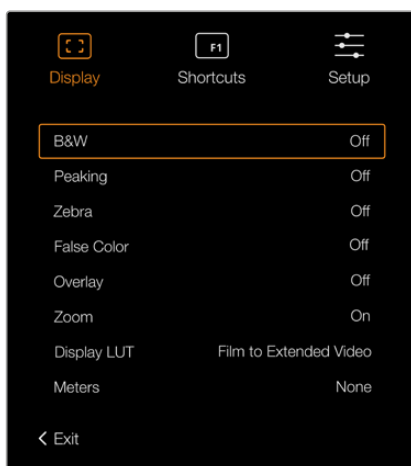 F1
Display Shortcuts Setup
B&W Off
Peaking Off
Zebra Off
False Color Off
Overlay Off
Zoom On
Display LUT Film to Extended Video
Meters None
Exit